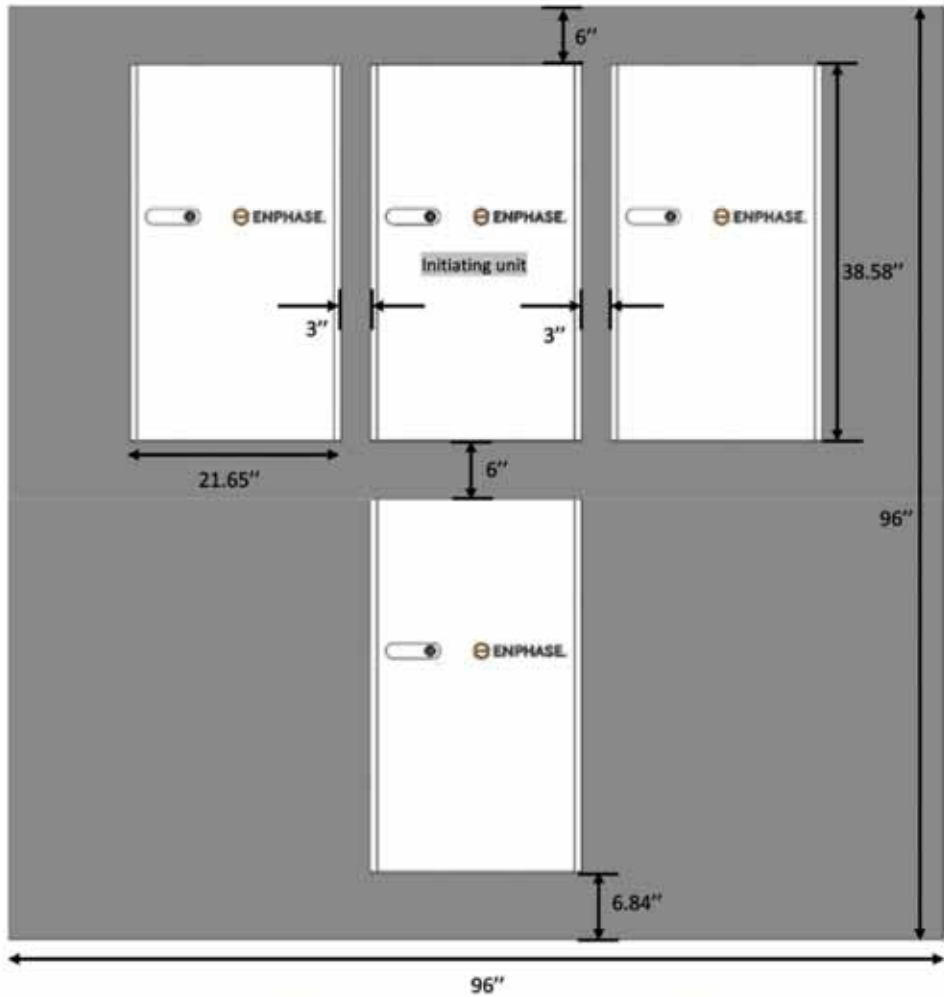 6″
ENPHASE.
ENPHASE.
ENPHASE.
Initiating unit
38.58″
3″
3″
21.65″
6″
96″
ENPHASE.
6.84″
96″